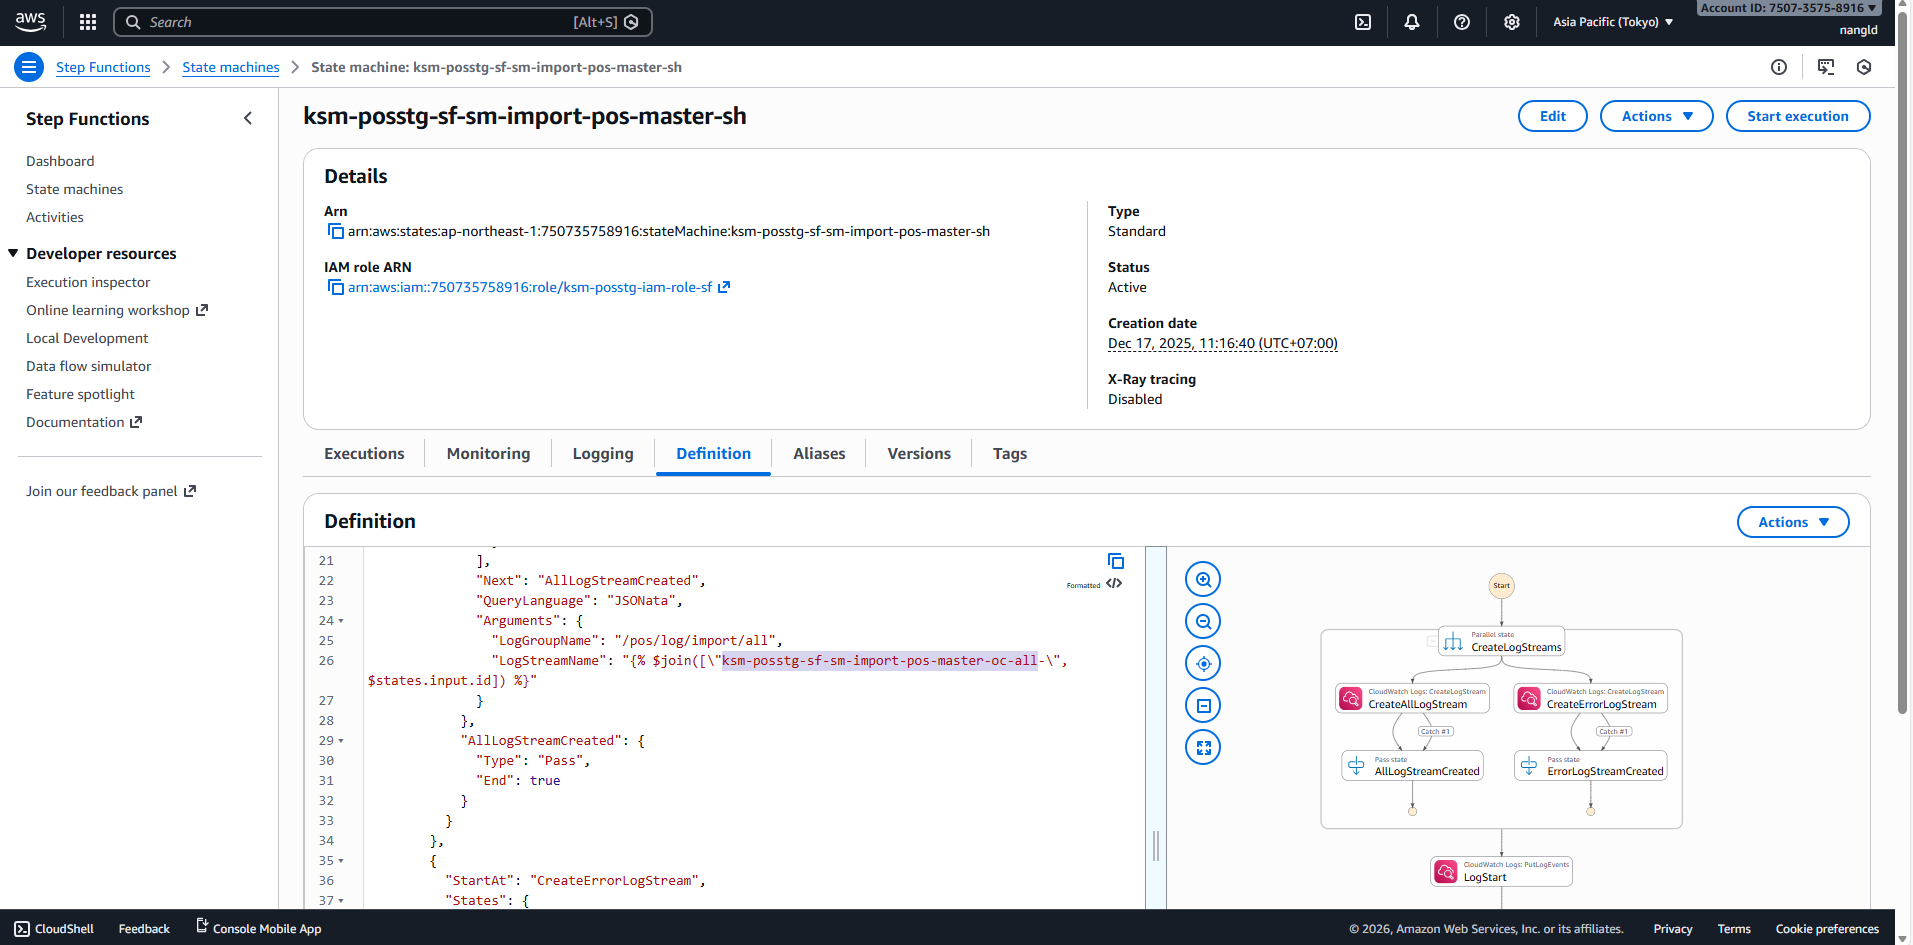 aws
Search
[Alt+S]
Asia Pacific (Tokyo)
Account ID: 7507-3575-8916
nangld
Step Functions
State machines
State machine: ksm-posstg-sf-sm-import-pos-master-sh
Step Functions
Dashboard
State machines
Activities
Developer resources
Execution inspector
Online learning workshop
Local Development
Data flow simulator
Feature spotlight
Documentation
Join our feedback panel
ksm-posstg-sf-sm-import-pos-master-sh
Edit
Actions
Start execution
Details
Arn
arn:aws:states:ap-northeast-1:750735758916:stateMachine:ksm-posstg-sf-sm-import-pos-master-sh
IAM role ARN
arn:aws:iam::750735758916:role/ksm-posstg-iam-role-sf
Type
Standard
Status
Active
Creation date
Dec 17, 2025, 11:16:40 (UTC+07:00)
X-Ray tracing
Disabled
Executions
Monitoring
Logging
Definition
Aliases
Versions
Tags
Definition
Actions
21 ],
22 "Next": "AllLogStreamCreated",
23 "QueryLanguage": "JSONata",
24 "Arguments": {
25 "LogGroupName": "/pos/log/import/all",
26 "LogStreamName": "{% $join([\"ksm-posstg-sf-sm-import-pos-master-oc-all-\",
$states.input.id]) %}"
27 }
28 },
29 "AllLogStreamCreated": {
30 "Type": "Pass",
31 "End": true
32 }
33 }
34 },
35 {
36 "StartAt": "CreateErrorLogStream",
37 "States": {
Formatted
Start
Parallel state
CreateLogStreams
CloudWatch Logs: CreateLogStream
CreateAllLogStream
CloudWatch Logs: CreateLogStream
CreateErrorLogStream
Catch #1
Catch #1
Pass state
AllLogStreamCreated
Pass state
ErrorLogStreamCreated
CloudWatch Logs: PutLogEvents
LogStart
CloudShell
Feedback
Console Mobile App
© 2026, Amazon Web Services, Inc. or its affiliates.
Privacy
Terms
Cookie preferences